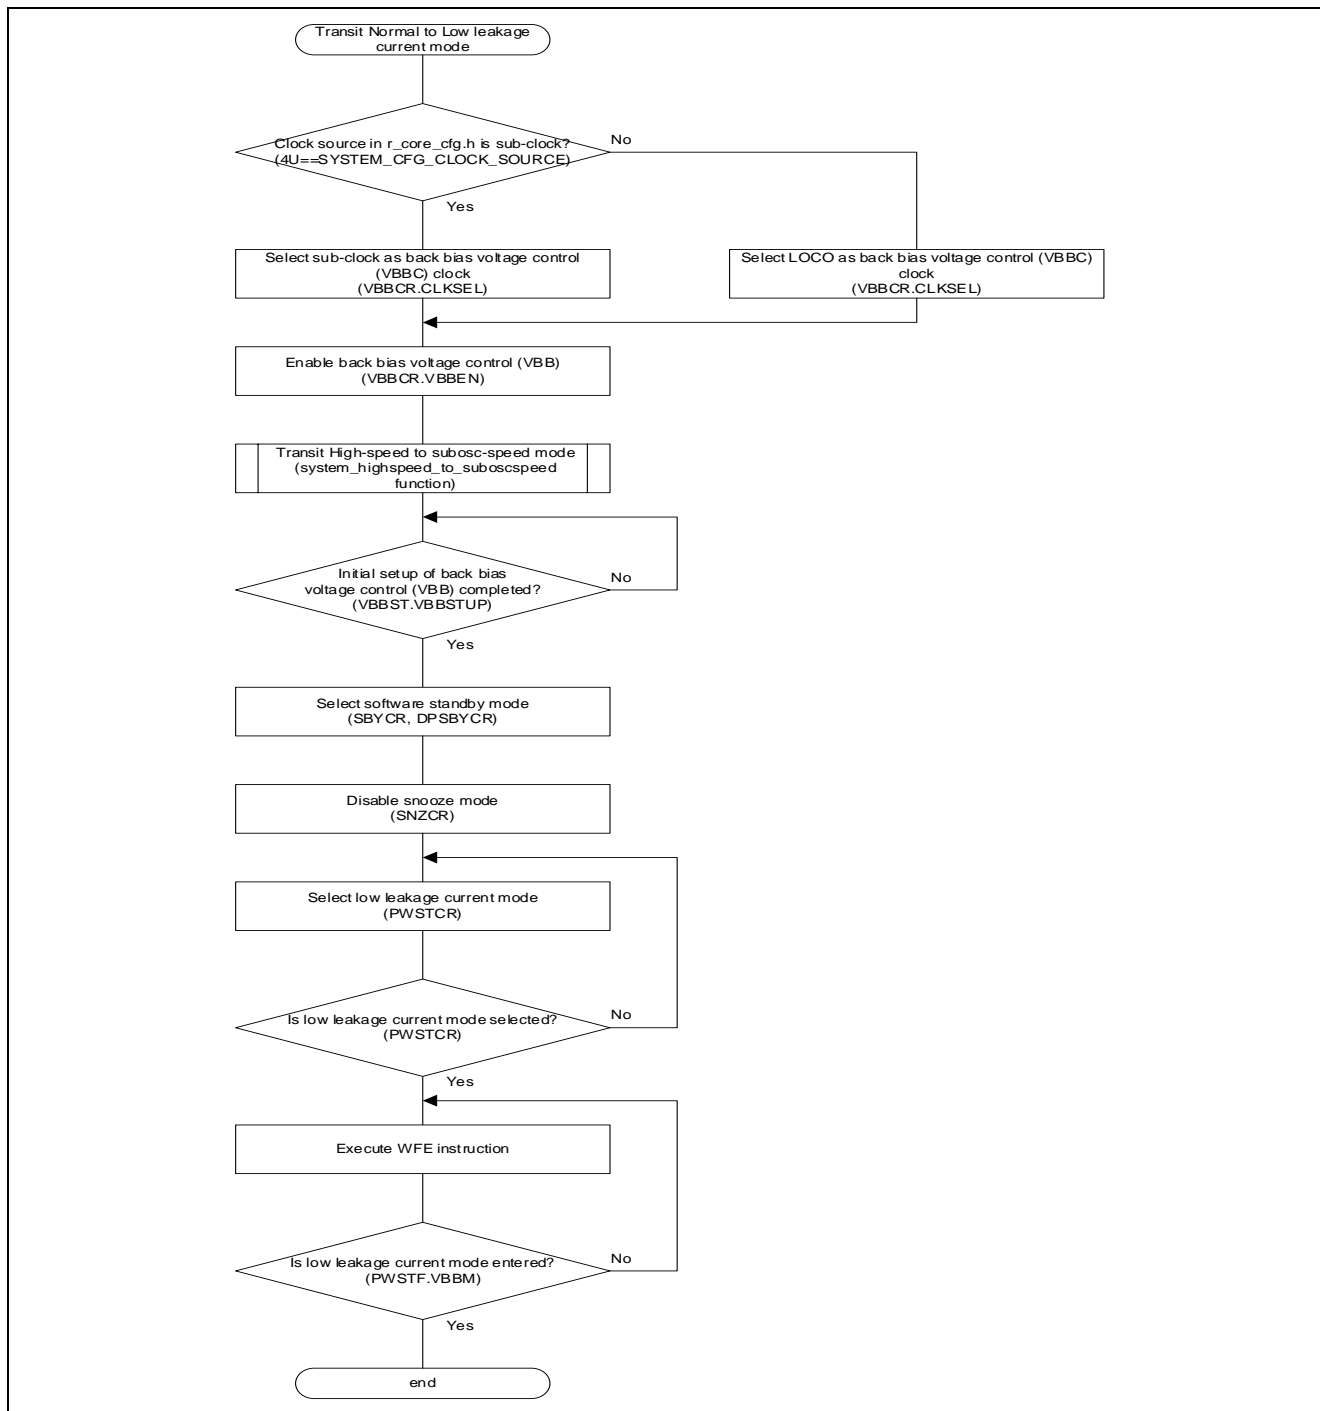 Transit Normal to Low leakage
current mode
Clock source in r_core_cfg.h is sub-clock?
(4U==SYSTEM_CFG_CLOCK_SOURCE)
No
Yes
Select sub-clock as back bias voltage control
(VBBC) clock
(VBBCR.CLKSEL)
Select LOCO as back bias voltage control (VBBC)
clock
(VBBCR.CLKSEL)
Enable back bias voltage control (VBB)
(VBBCR.VBBEN)
Transit High-speed to subosc-speed mode
(system_highspeed_to_suboscspeed
function)
Initial setup of back bias
voltage control (VBB) completed?
(VBBST.VBBSTUP)
No
Yes
Select software standby mode
(SBYCR, DPSBYCR)
Disable snooze mode
(SNZCR)
Select low leakage current mode
(PWSTCR)
Is low leakage current mode selected?
(PWSTCR)
No
Yes
Execute WFE instruction
Is low leakage current mode entered?
(PWSTF.VBBM)
No
Yes
end